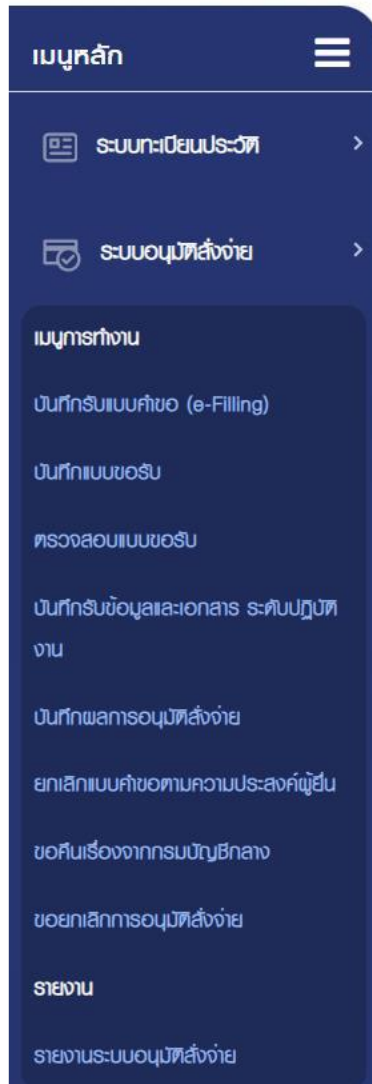 เมนูหลัก
ระบบทะเบียนประวัติ
ระบบอนุมัติสั่งจ่าย
เมนูการทำงาน
บันทึกรับแบบคำขอ (e-Filling)
บันทึกแบบขอรับ
ตรวจสอบแบบขอรับ
บันทึกรับข้อมูลและเอกสาร ระดับปฏิบัติ
งาน
บันทึกผลการอนุมัติสั่งจ่าย
ยกเลิกแบบคำขอตามความประสงค์ผู้ยื่น
ขอคืนเรื่องจากกรมบัญชีกลาง
ขอยกเลิกการอนุมัติสั่งจ่าย
รายงาน
รายงานระบบอนุมัติสั่งจ่าย